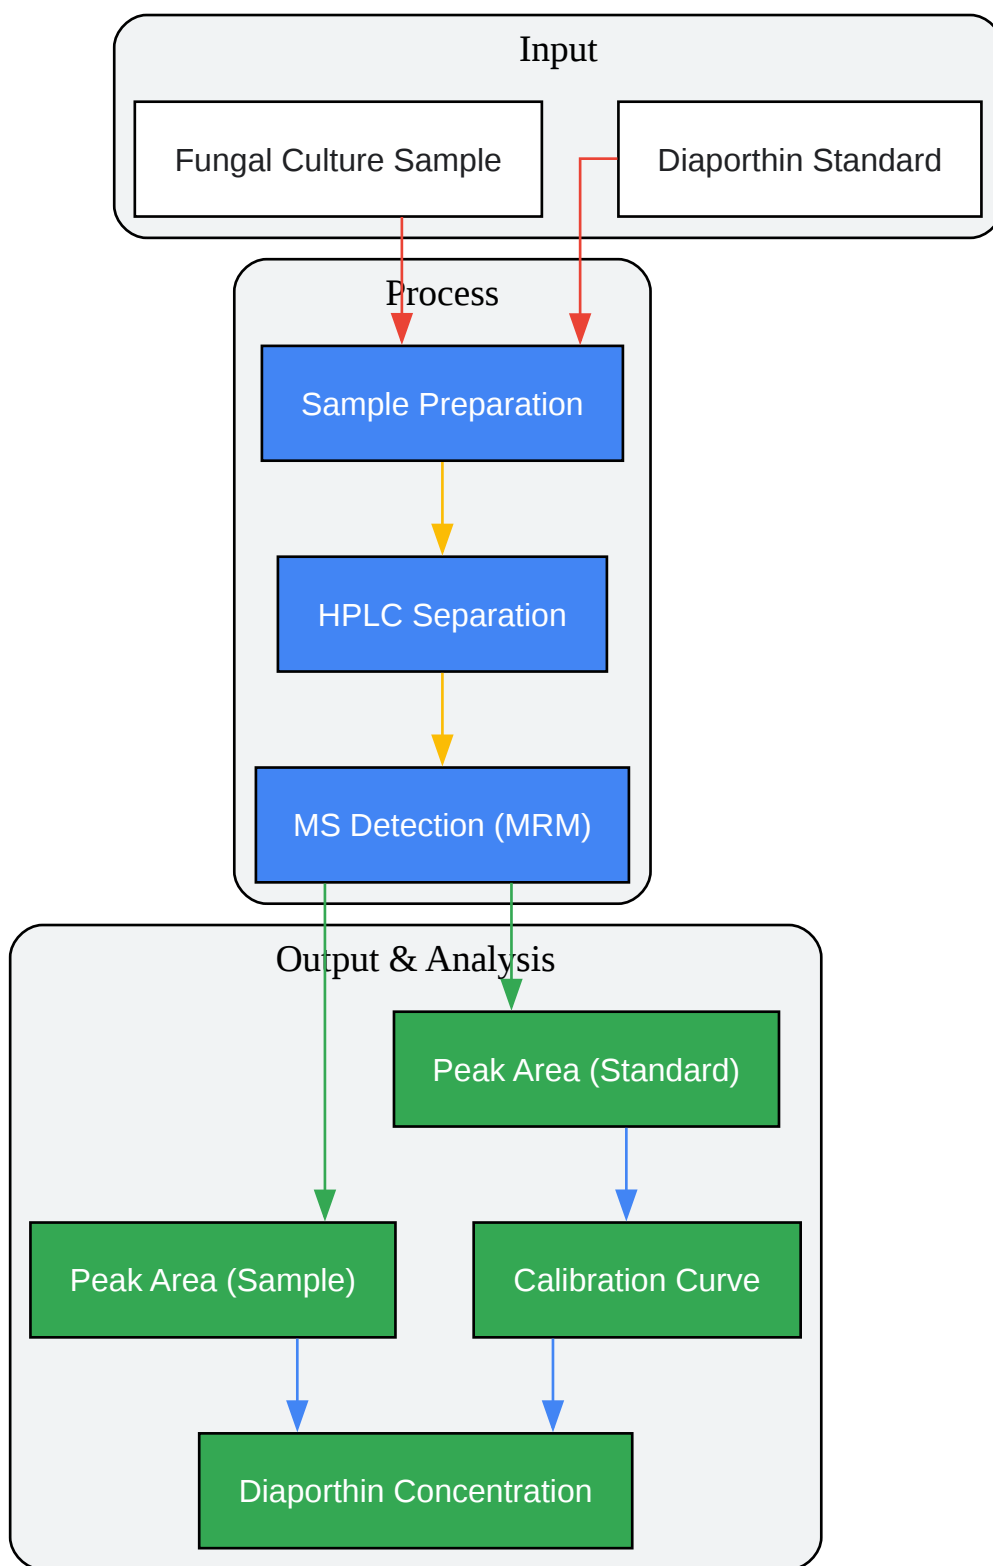 Input
Fungal Culture Sample
Diaporthin Standard
Process
Sample Preparation
HPLC Separation
MS Detection (MRM)
Output & Analysis
Peak Area (Standard)
Peak Area (Sample)
Calibration Curve
Diaporthin Concentration